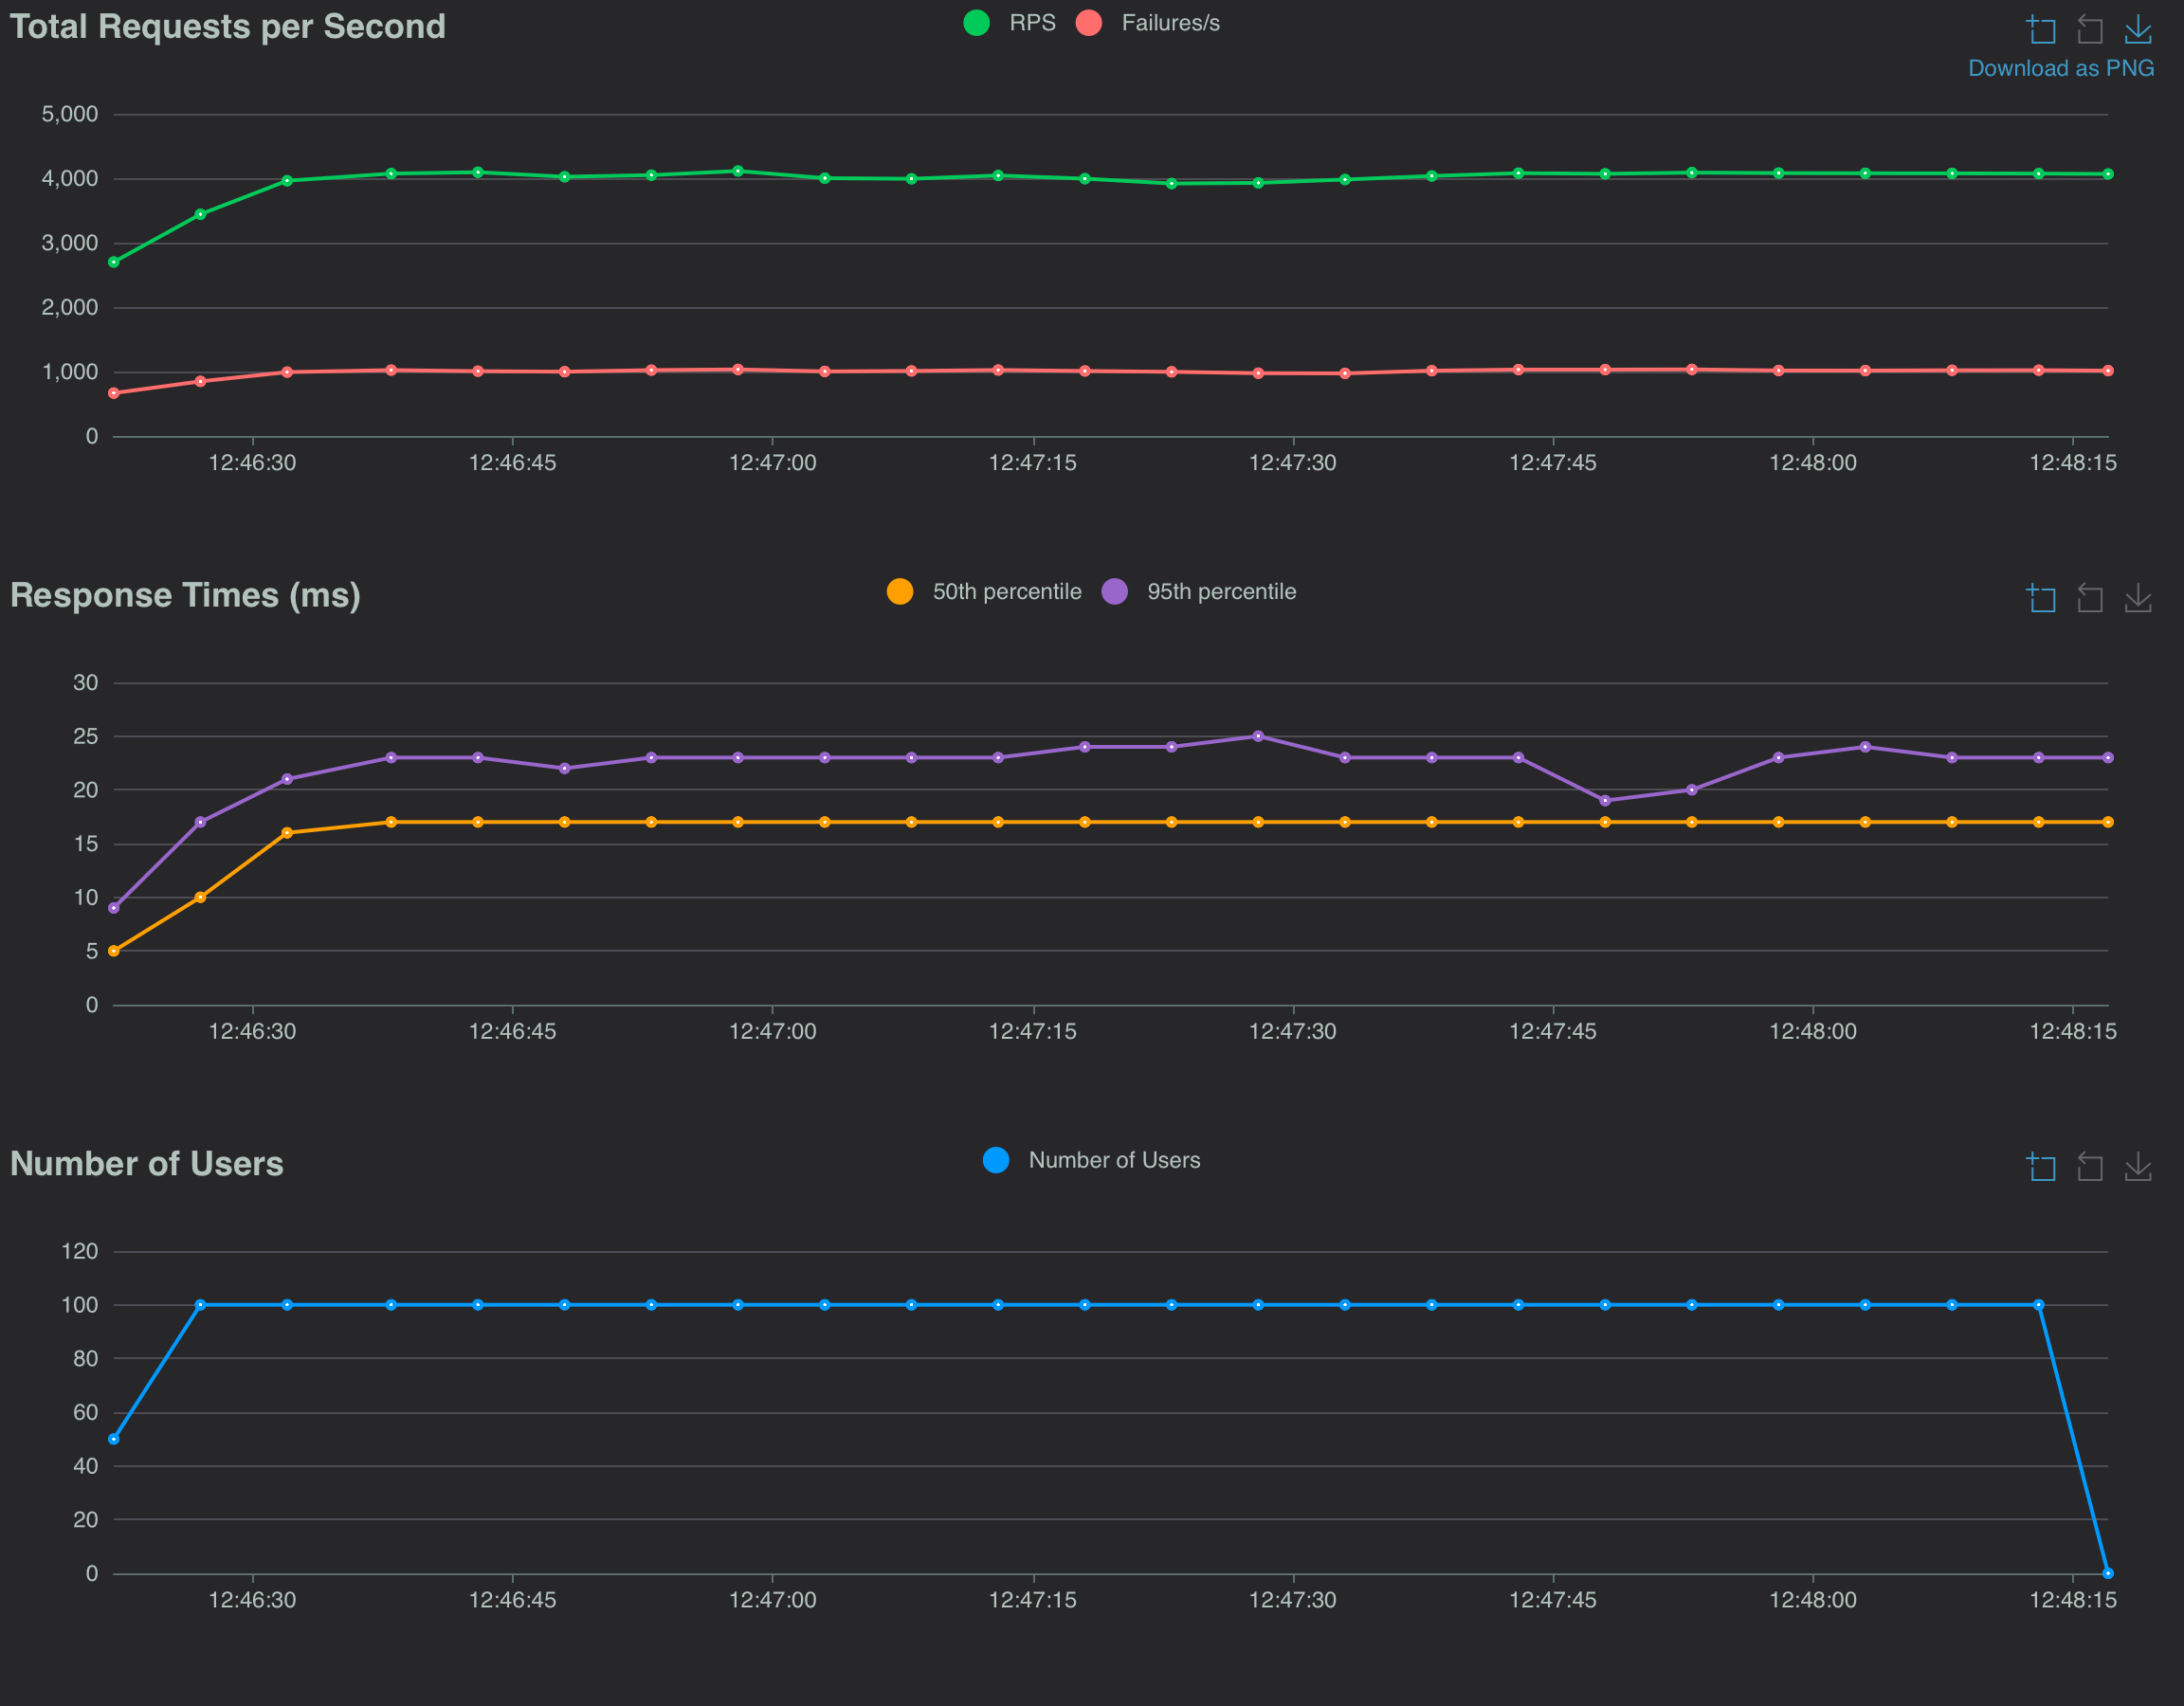 Total Requests per Second
RPS Failures/s
Download as PNG
5,000
4,000
3,000
2,000
1,000
0
12:46:30 12:46:45 12:47:00 12:47:15 12:47:30 12:47:45 12:48:00 12:48:15
Response Times (ms)
50th percentile 95th percentile
30
25
20
15
10
5
0
12:46:30 12:46:45 12:47:00 12:47:15 12:47:30 12:47:45 12:48:00 12:48:15
Number of Users
Number of Users
120
100
80
60
40
20
0
12:46:30 12:46:45 12:47:00 12:47:15 12:47:30 12:47:45 12:48:00 12:48:15